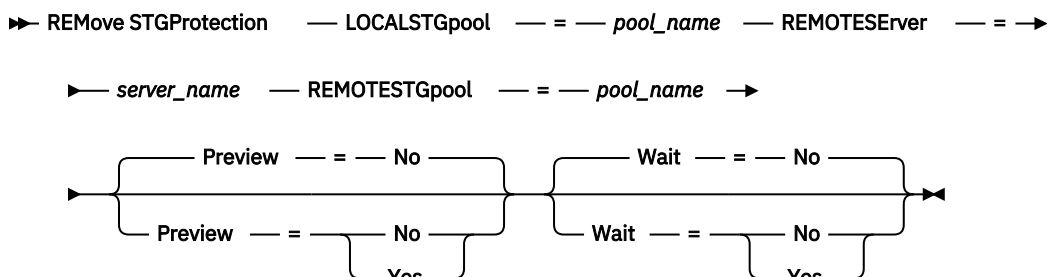 REMove STGProtection LOCALSTGpool = pool_name REMOTESErver =
server_name REMOTESTGpool = pool_name
Preview = No Wait = No
Preview = No Wait = No
Yes Yes